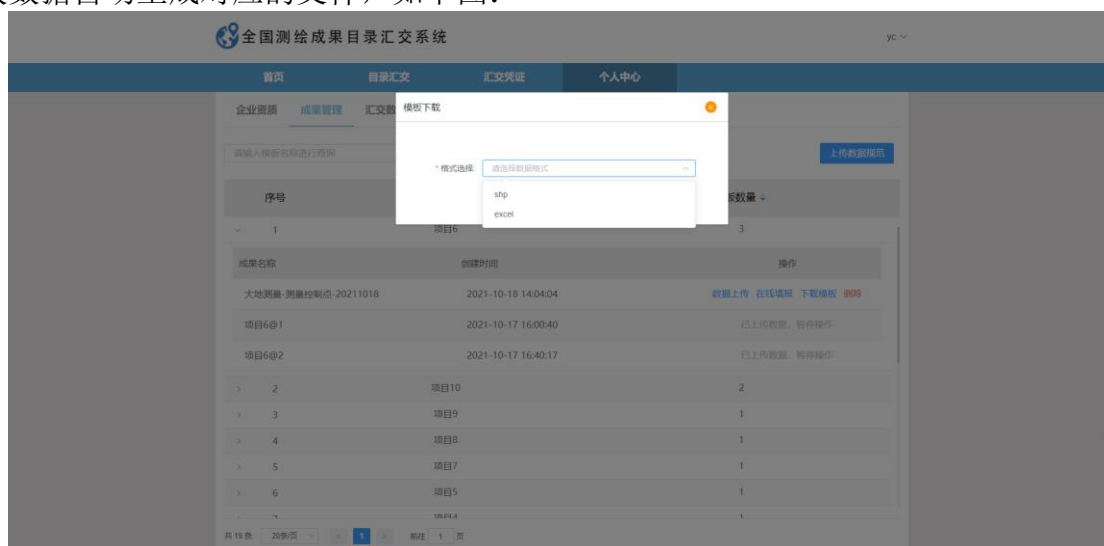 数据自动生成对应的文件，如下图：
全国测绘成果目录汇交系统 yc
首页 目录汇交 汇交凭证 个人中心
企业资质 成果管理 汇交数 模板下载
请输入模板名称进行查询 上传数据规范
* 格式选择 请选择数据格式
shp
excel
序号 板数量
1 项目6 3
成果名称 创建时间 操作
大地测量-测量控制点-20211018 2021-10-18 14:04:04 数据上传 在线填报 下载模板 删除
项目6@1 2021-10-17 16:00:40 已上传数据，暂停操作
项目6@2 2021-10-17 16:40:17 已上传数据，暂停操作
2 项目10 2
3 项目9 1
4 项目8 1
5 项目7 1
6 项目5 1
7 项目4 1
共 19 条 20条/页 1 前往 1 页